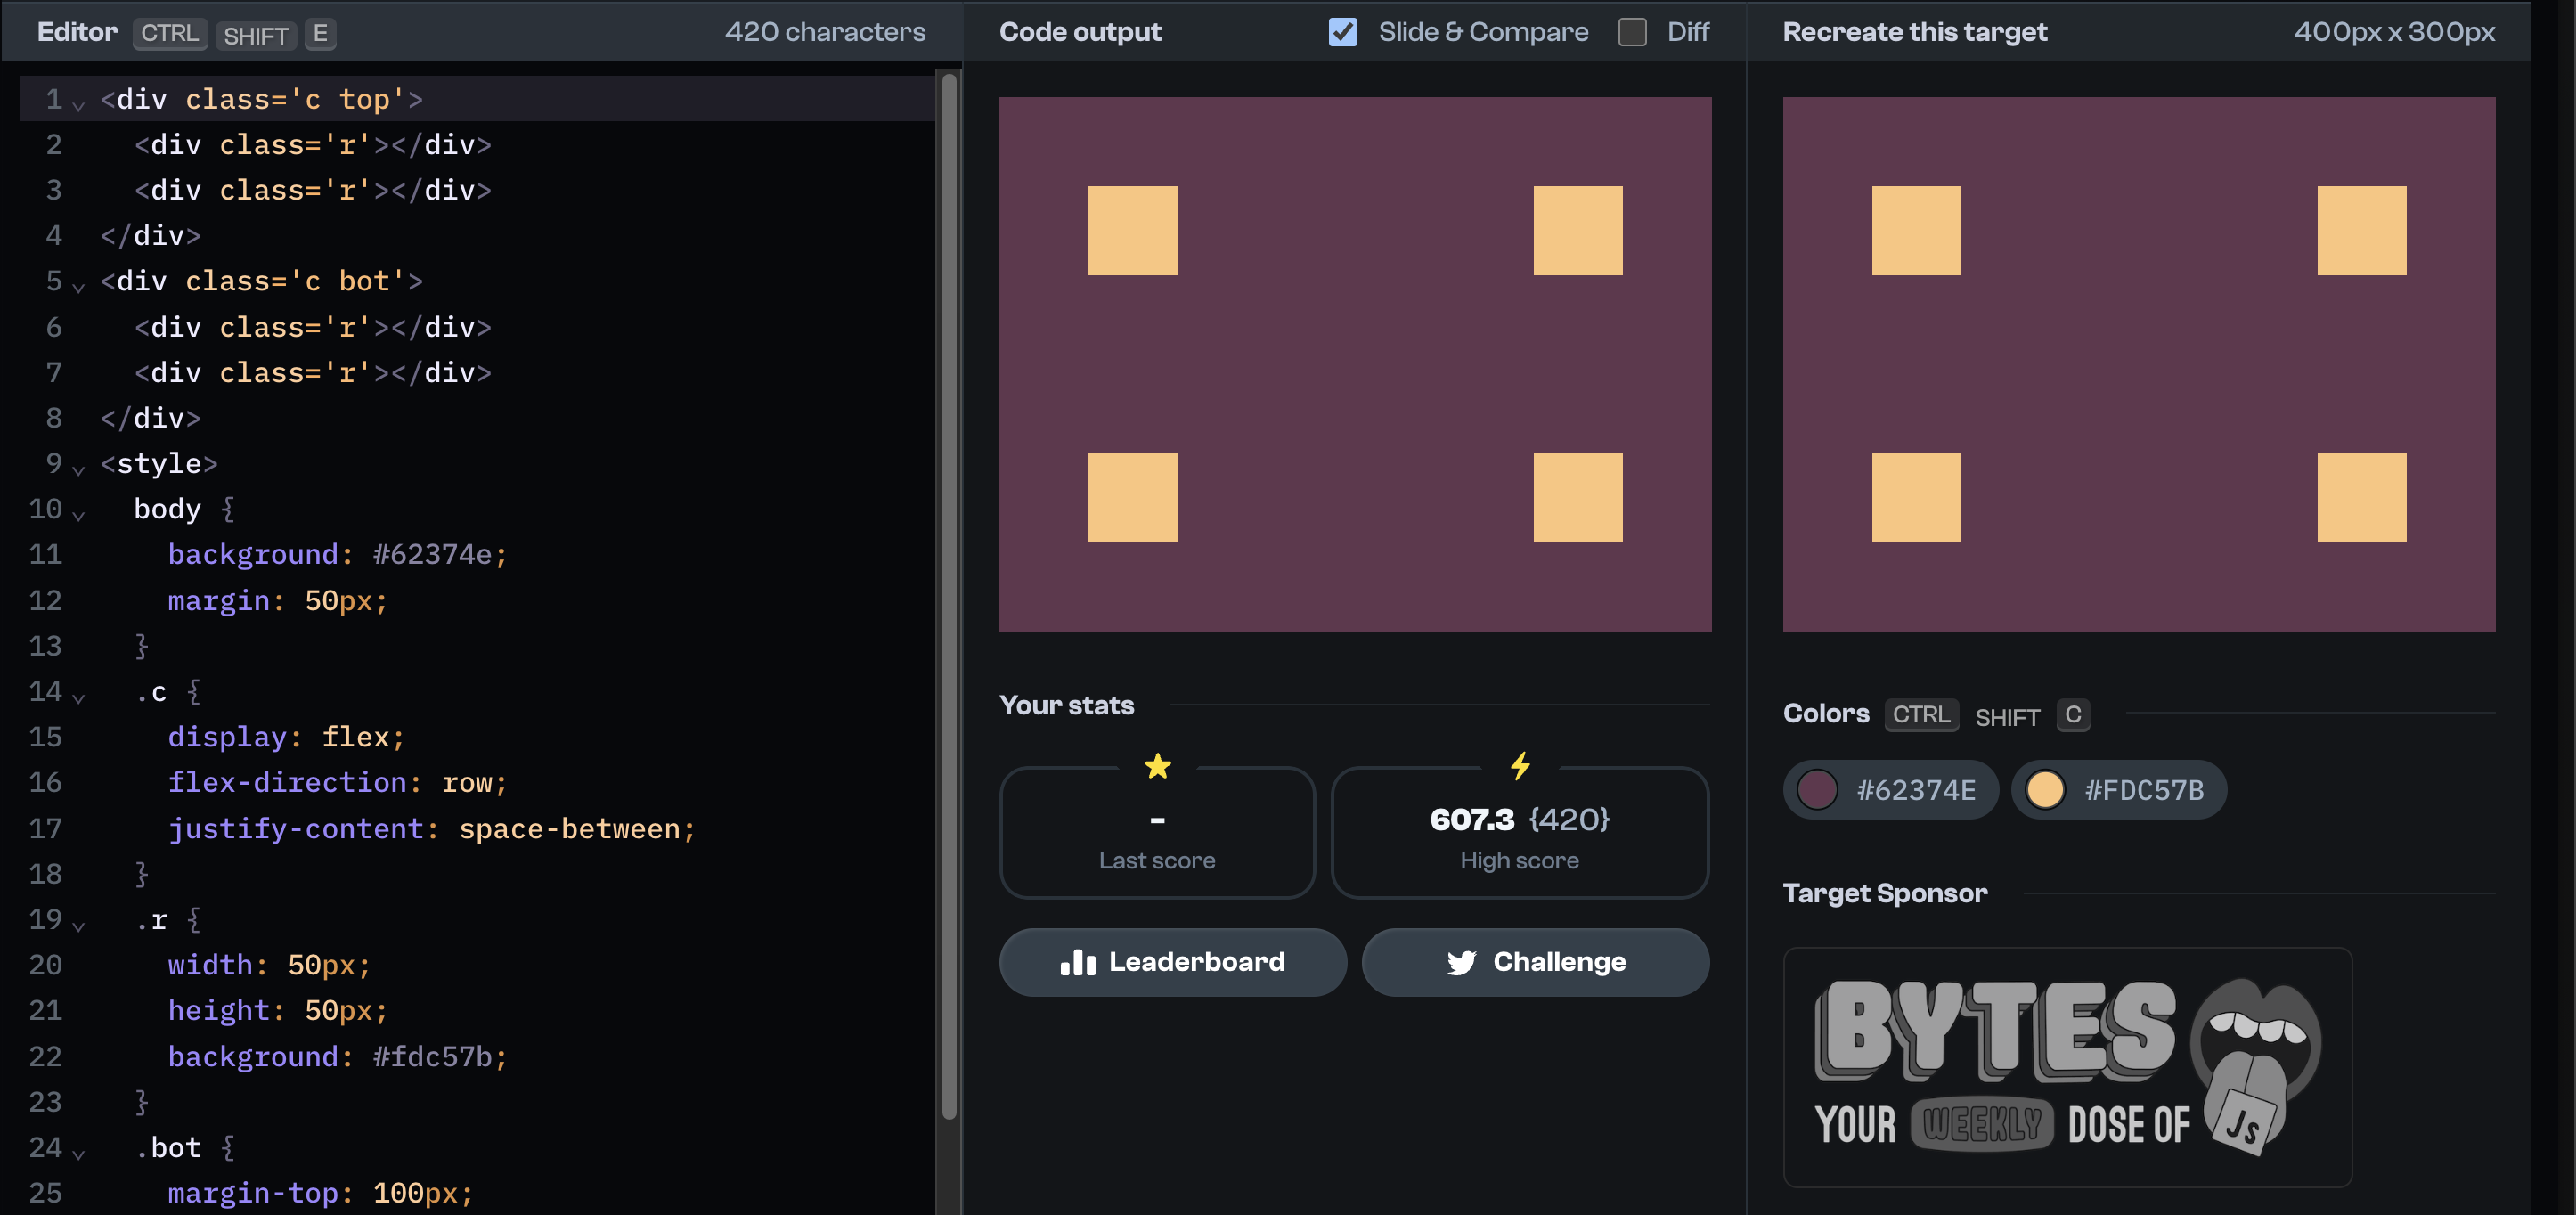 Editor CTRL SHIFT E 420 characters
1 <div class='c top'>
2 <div class='r'></div>
3 <div class='r'></div>
4 </div>
5 <div class='c bot'>
6 <div class='r'></div>
7 <div class='r'></div>
8 </div>
9 <style>
10 body {
11 background: #62374e;
12 margin: 50px;
13 }
14 .c {
15 display: flex;
16 flex-direction: row;
17 justify-content: space-between;
18 }
19 .r {
20 width: 50px;
21 height: 50px;
22 background: #fdc57b;
23 }
24 .bot {
25 margin-top: 100px;
Code output Slide & Compare Diff
Your stats
-
Last score
607.3 {420}
High score
Leaderboard Challenge
Recreate this target 400px x 300px
Colors CTRL SHIFT C
#62374E #FDC57B
Target Sponsor
BYTES
YOUR WEEKLY DOSE OF JS